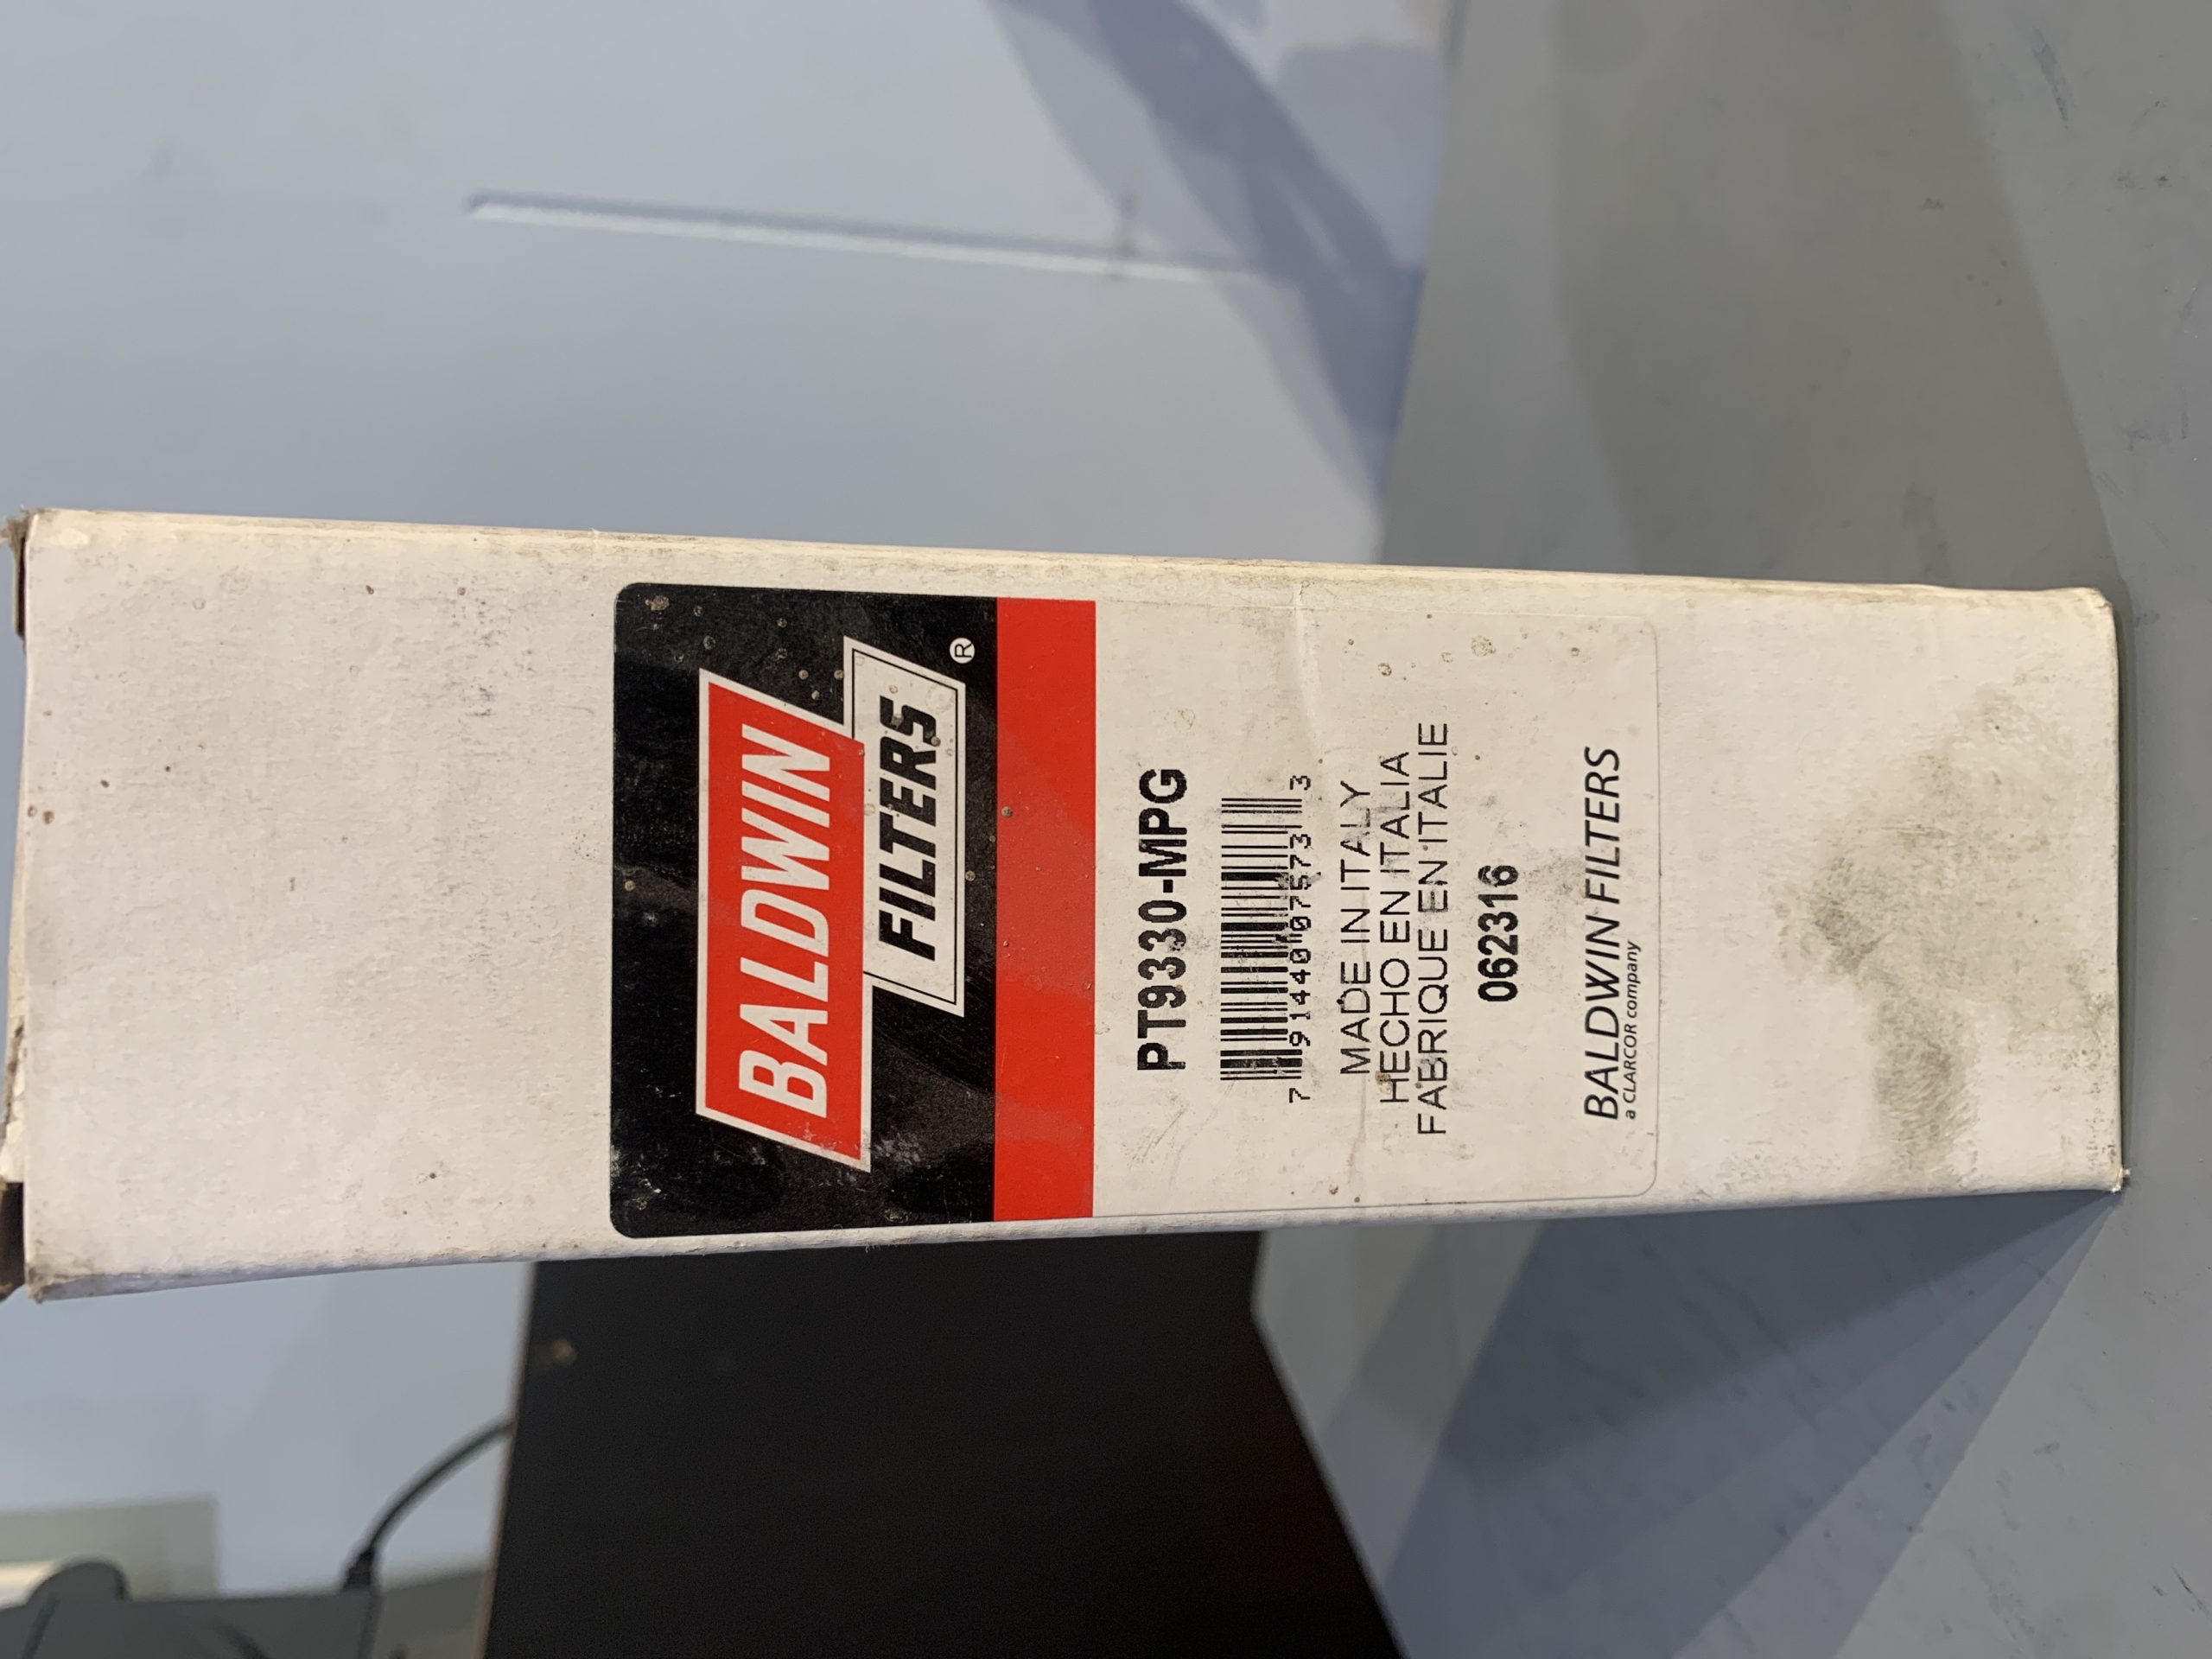 BALDWIN
FILTERS®
PT9330-MPG
7 91440 07573 3
MADE IN ITALY
HECHO EN ITALIA
FABRIQUE EN ITALIE
062316
BALDWIN FILTERS
a CLARCOR company